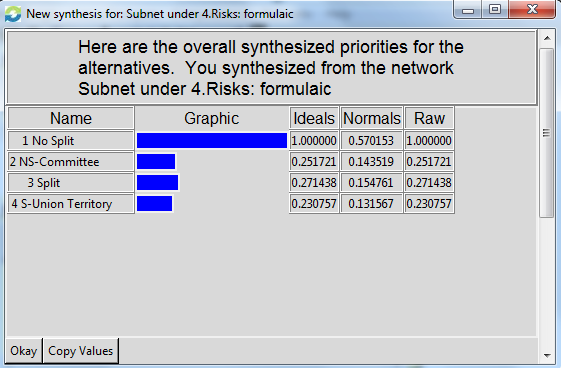 New synthesis for: Subnet under 4.Risks: formulaic
Here are the overall synthesized priorities for the
alternatives. You synthesized from the network
Subnet under 4.Risks: formulaic
Name Graphic Ideals Normals Raw
1 No Split 1.000000 0.570153 1.000000
2 NS-Committee 0.251721 0.143519 0.251721
3 Split 0.271438 0.154761 0.271438
4 S-Union Territory 0.230757 0.131567 0.230757
Okay Copy Values